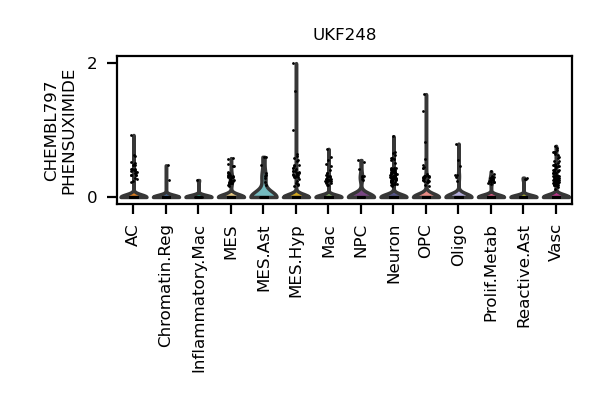 UKF248
CHEMBL797
PHENSUXIMIDE
2
0
AC
Chromatin.Reg
Inflammatory.Mac
MES
MES.Ast
MES.Hyp
Mac
NPC
Neuron
OPC
Oligo
Prolif.Metab
Reactive.Ast
Vasc